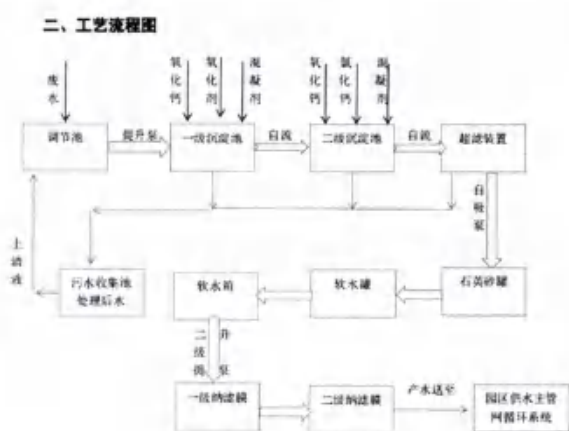 二、工艺流程图
废水
氧化钙
氧化剂
混凝剂
氧化钙
氯化剂
混凝剂
调节池
提升泵
一级沉淀池
自流
二级沉淀池
自流
超滤装置
自吸泵
上清液
污水收集池
处理后水
软水箱
软水罐
石英砂罐
二级提升泵
一级纳滤膜
二级纳滤膜
产水送至
园区供水主管
网循环系统